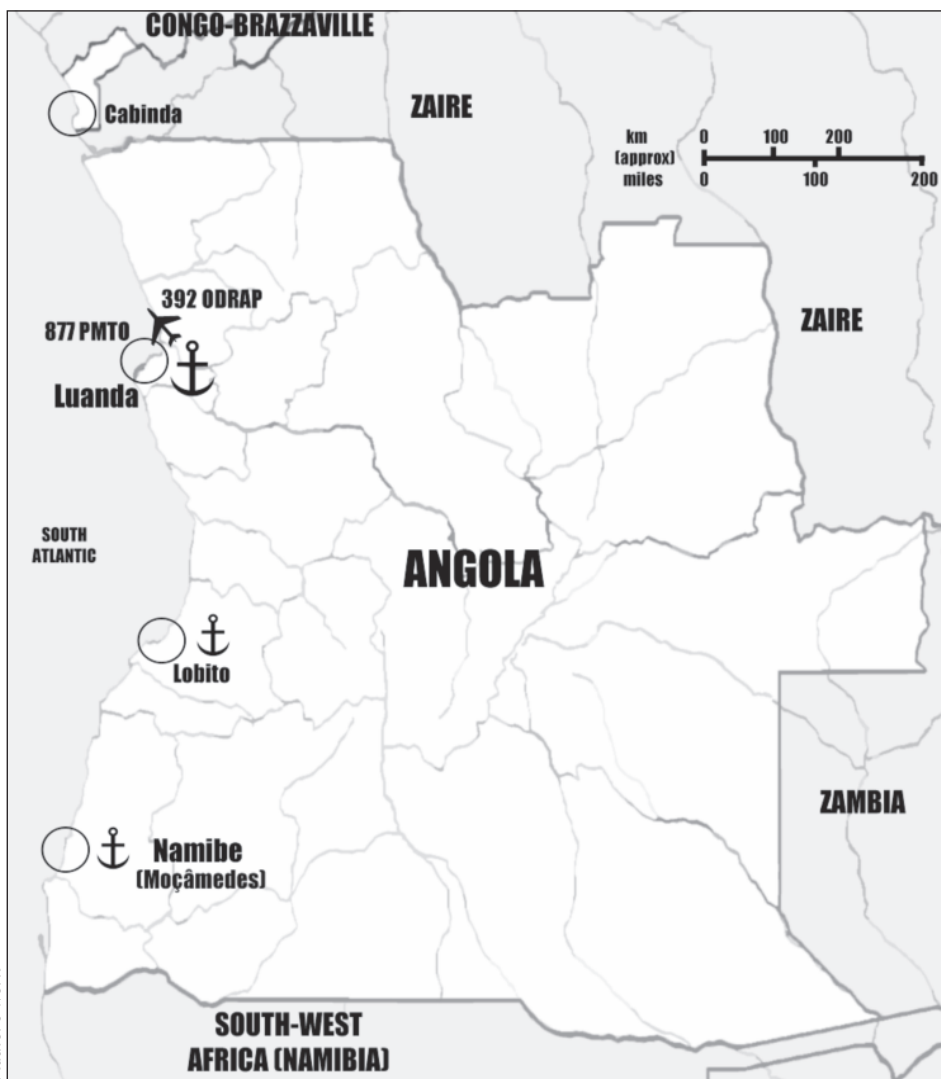 CONGO-BRAZZAVILLE
Cabinda
ZAIRE
km
(approx)
miles
0 100 200
0 100 200
392 ODRAP
877 PMTO
Luanda
ZAIRE
SOUTH
ATLANTIC
ANGOLA
Lobito
ZAMBIA
Namibe
(Moçâmedes)
SOUTH-WEST
AFRICA (NAMIBIA)